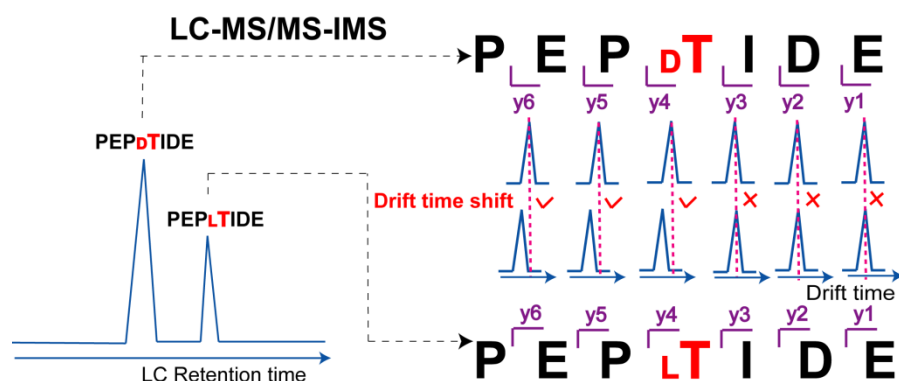 LC-MS/MS-IMS
P E P DT I D E
y6 y5 y4 y3 y2 y1
PEPDTIDE
Drift time shift
PEPLTIDE
Drift time
y6 y5 y4 y3 y2 y1
P E P LT I D E
LC Retention time